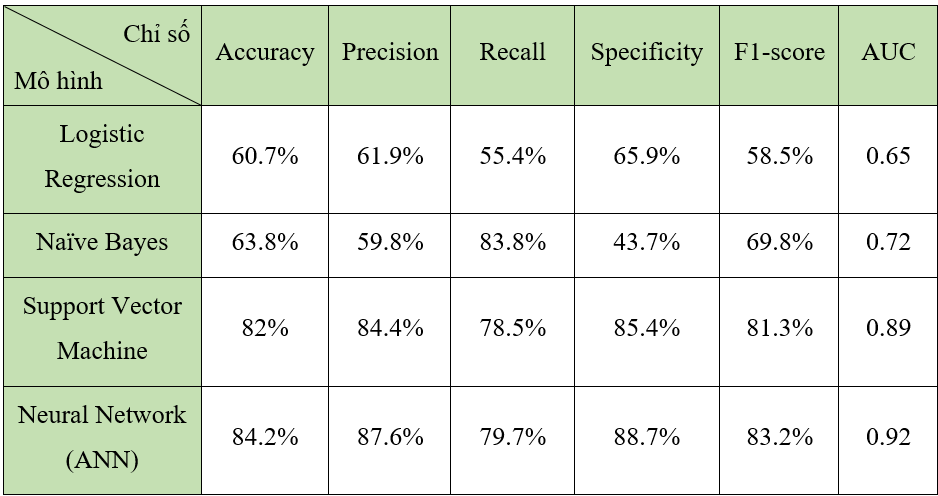 Chỉ số
Mô hình
Accuracy Precision Recall Specificity F1-score AUC
Logistic
Regression
60.7% 61.9% 55.4% 65.9% 58.5% 0.65
Naïve Bayes 63.8% 59.8% 83.8% 43.7% 69.8% 0.72
Support Vector
Machine
82% 84.4% 78.5% 85.4% 81.3% 0.89
Neural Network
(ANN)
84.2% 87.6% 79.7% 88.7% 83.2% 0.92